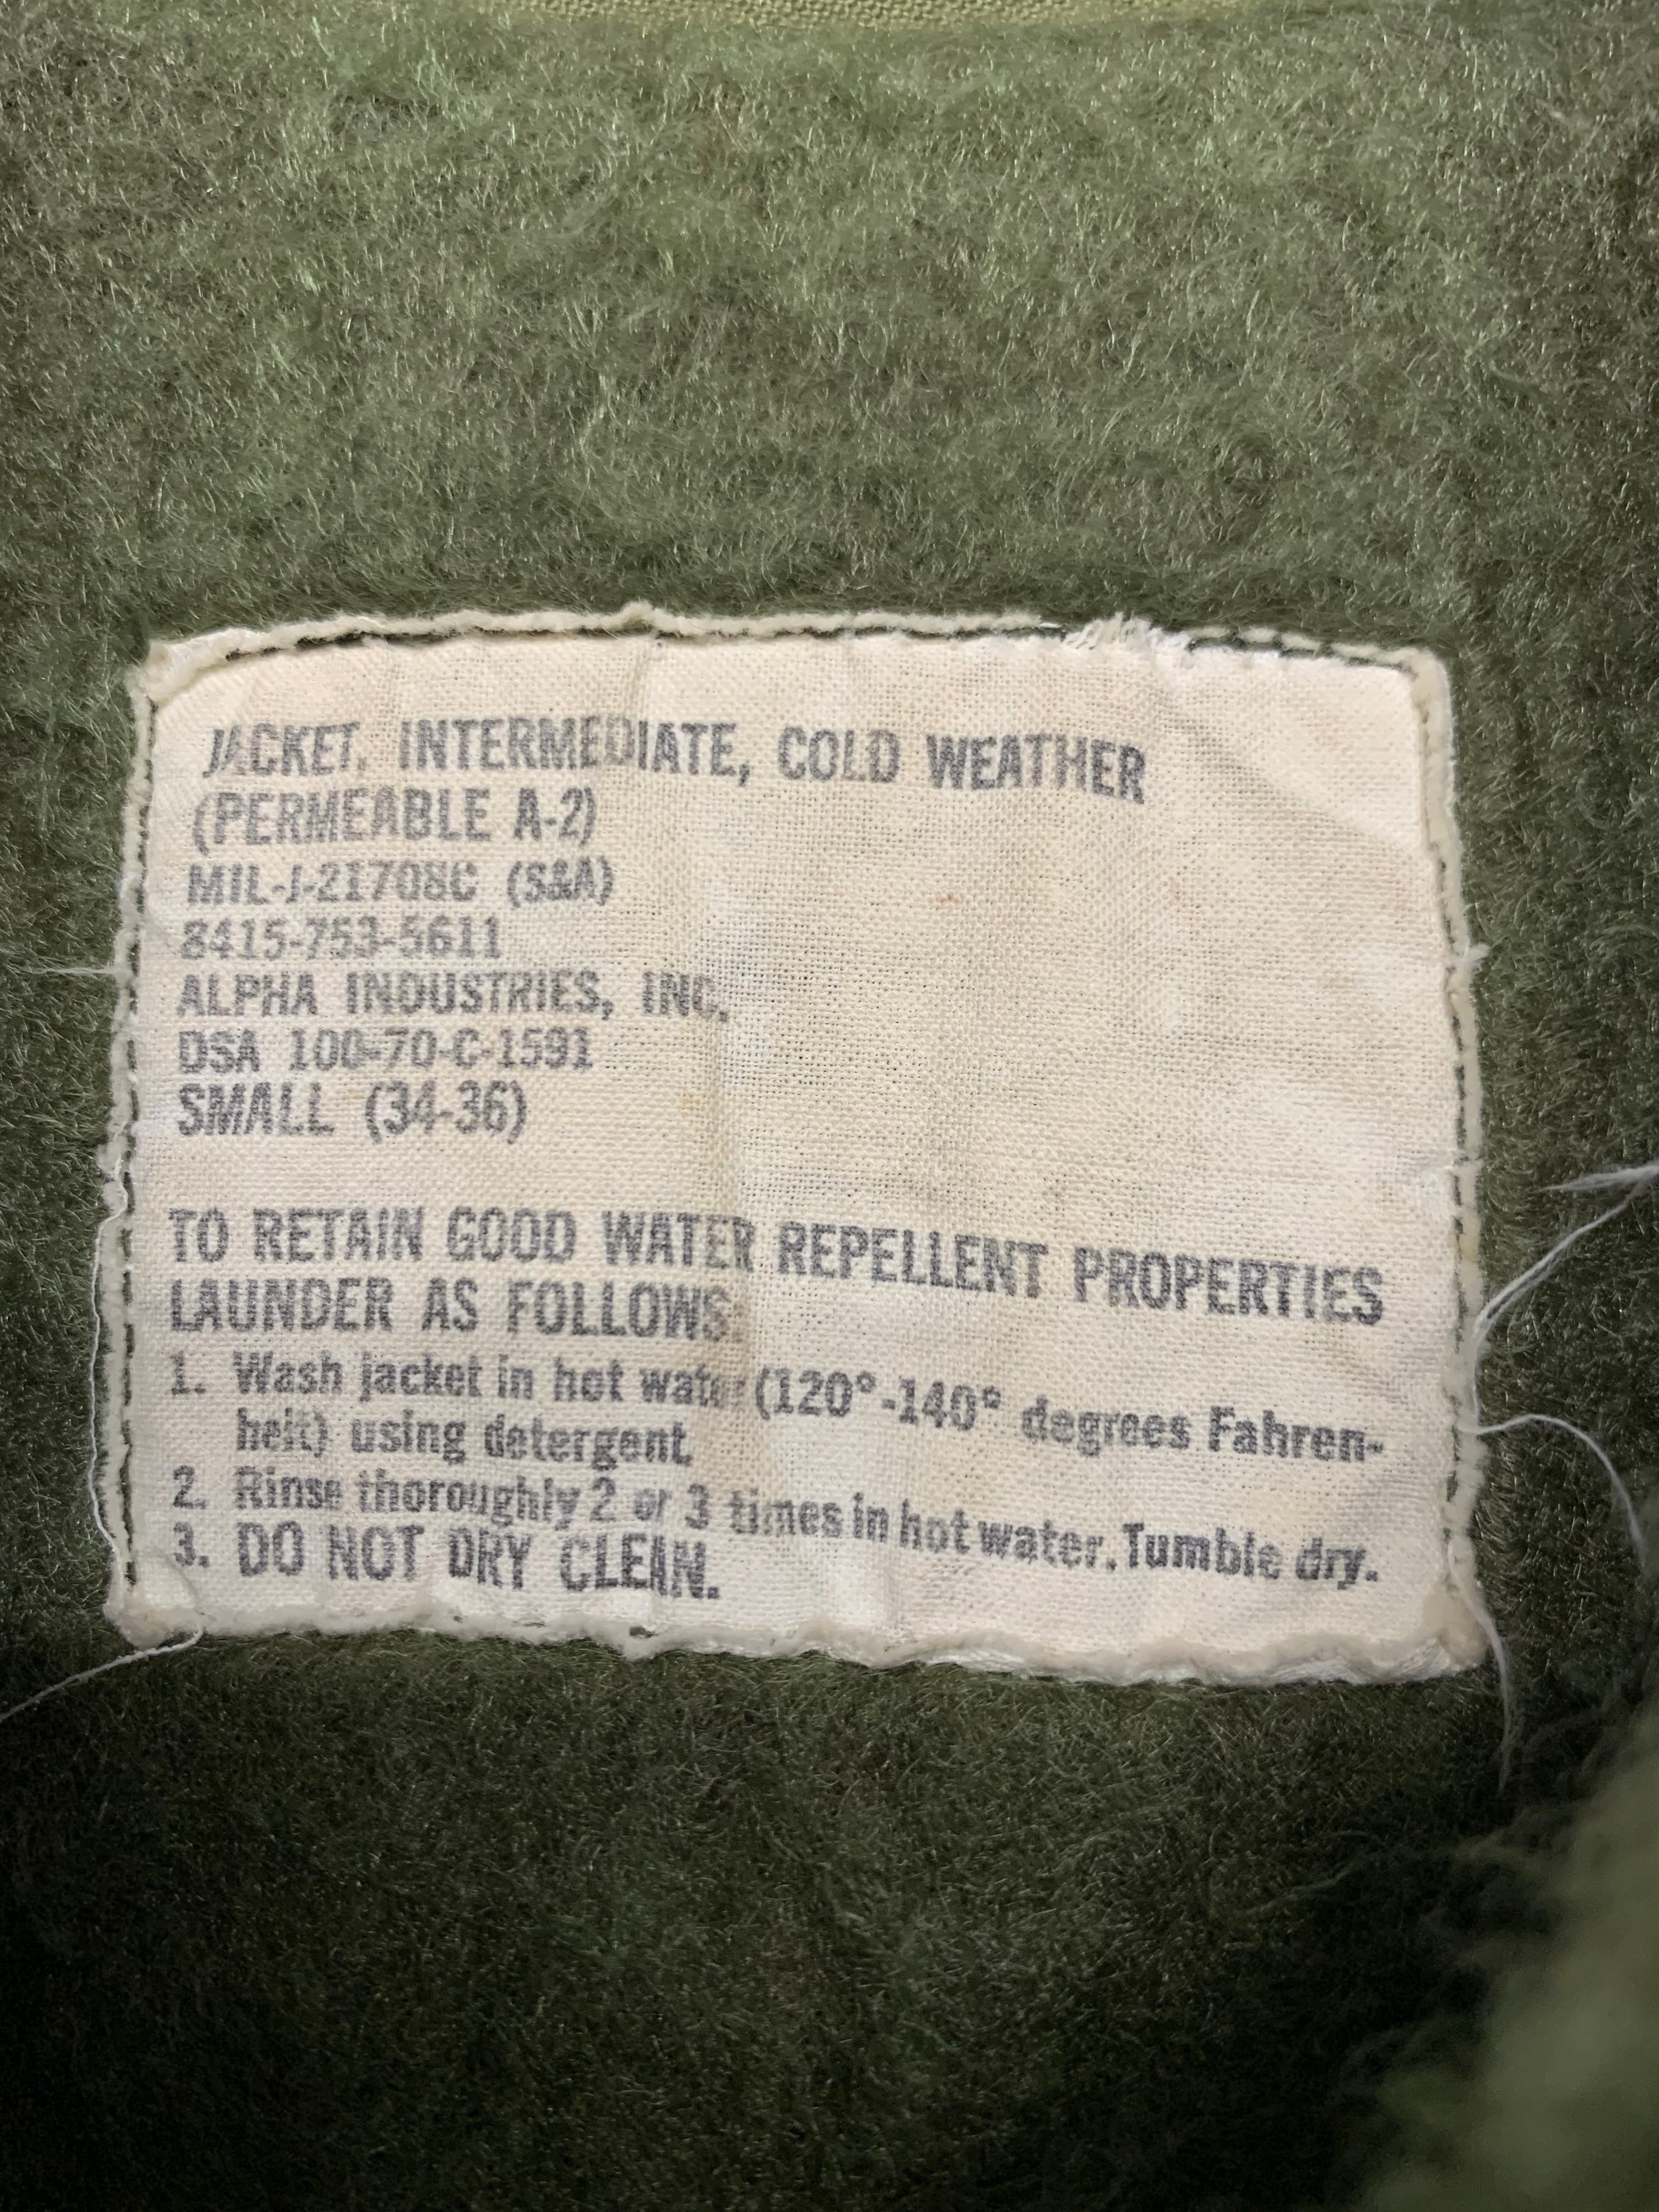 JACKET, INTERMEDIATE, COLD WEATHER
(PERMEABLE A-2)
MIL-J-21708C (S&A)
8415-753-5611
ALPHA INDUSTRIES, INC.
DSA 100-70-C-1591
SMALL (34-36)
TO RETAIN GOOD WATER REPELLENT PROPERTIES
LAUNDER AS FOLLOWS:
1. Wash jacket in hot water (120°-140° degrees Fahren-
heit) using detergent.
2. Rinse thoroughly 2 or 3 times in hot water. Tumble dry.
3. DO NOT DRY CLEAN.